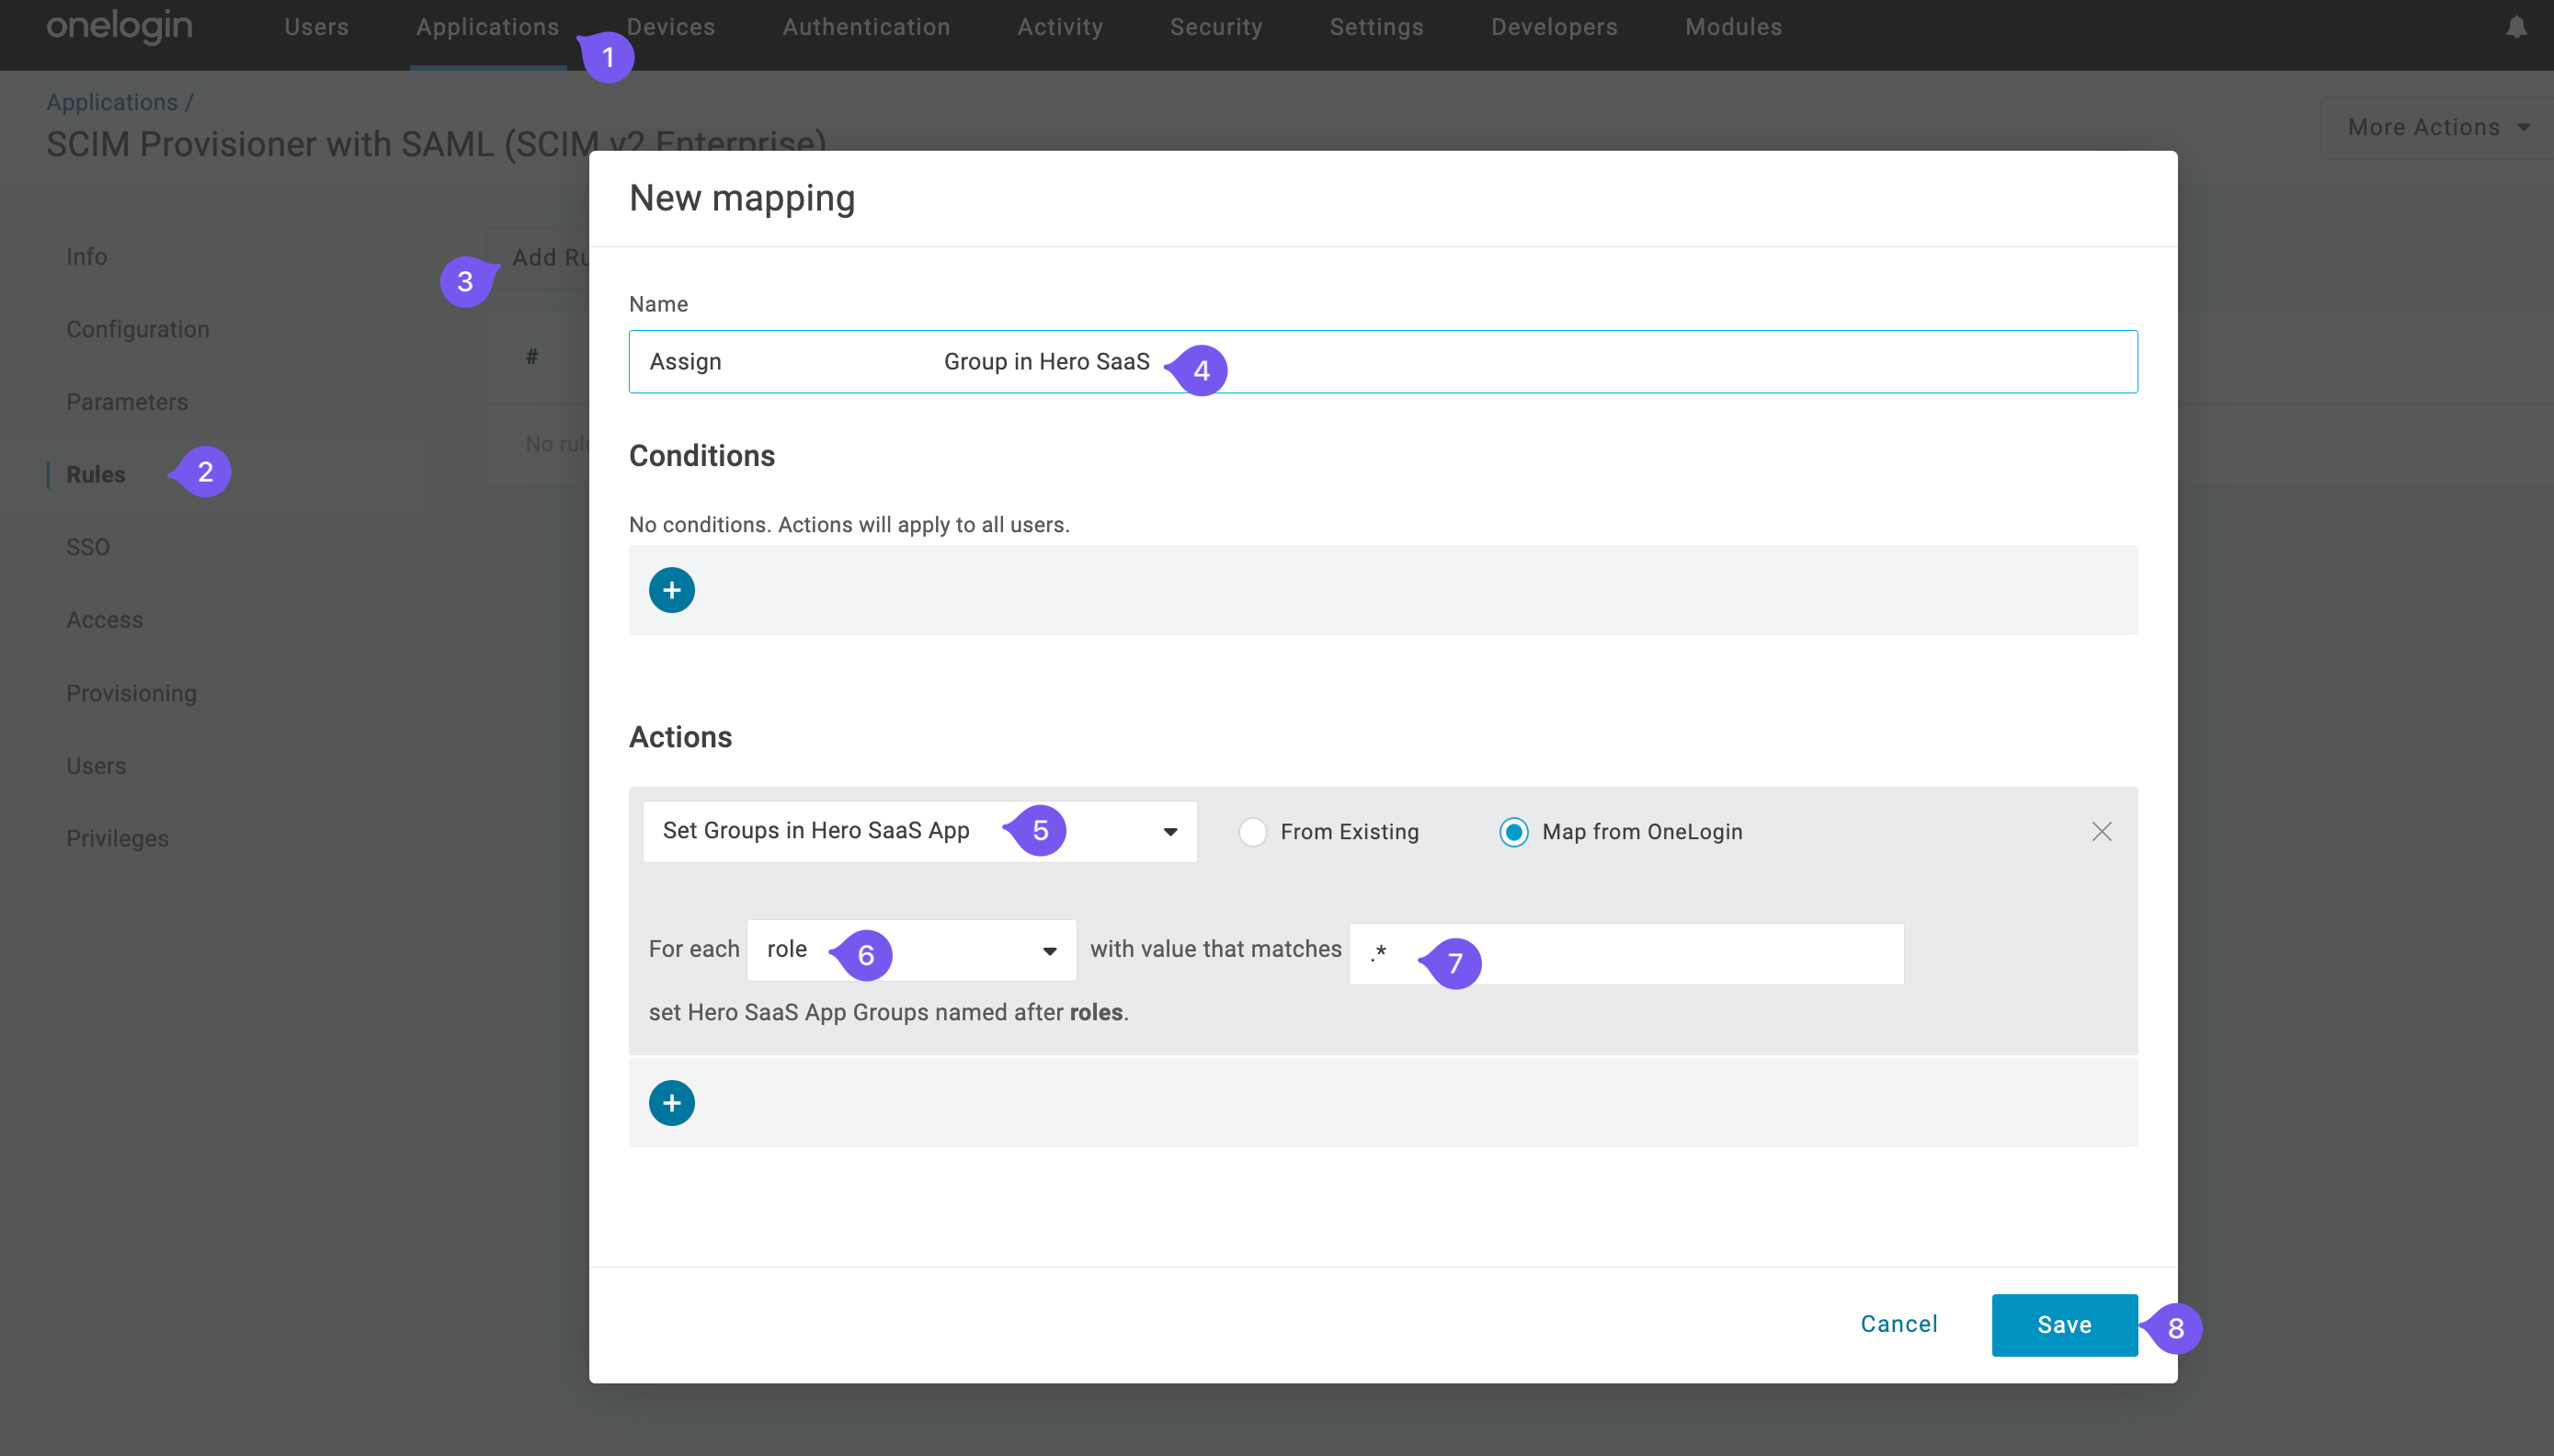 onelogin Users Applications Devices Authentication Activity Security Settings Developers Modules
1
Applications /
SCIM Provisioner with SAML (SCIM v2 Enterprise)
More Actions
New mapping
Info
3
Add Ru
Name
Configuration
#
Assign Group in Hero SaaS
4
Parameters
No rule
Rules
2
Conditions
No conditions. Actions will apply to all users.
SSO
+
Access
Provisioning
Actions
Users
Privileges
Set Groups in Hero SaaS App
5
From Existing
Map from OneLogin
For each role
6
with value that matches .*
7
set Hero SaaS App Groups named after roles.
+
Cancel
Save
8